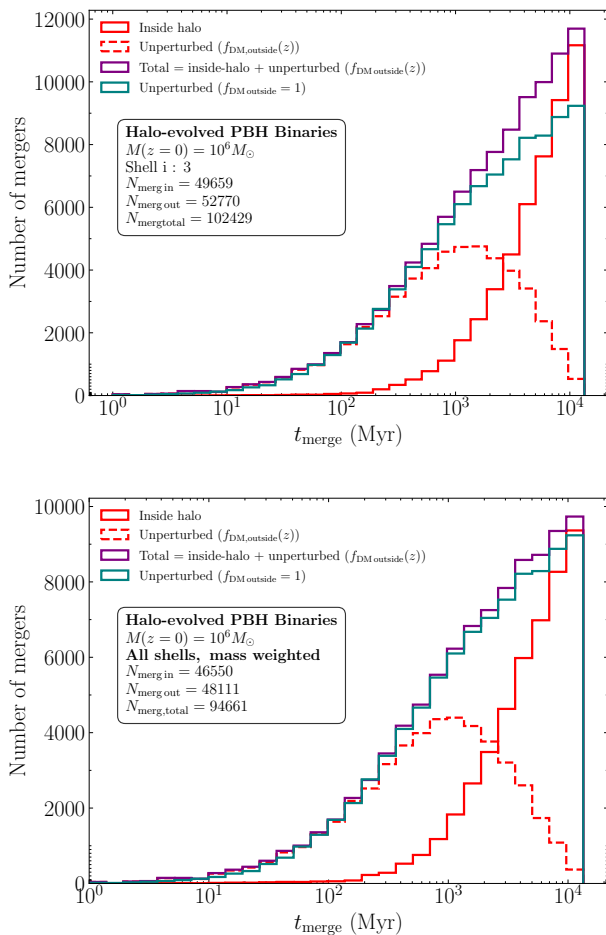 12000
10000
8000
6000
4000
2000
0
Number of mergers
Inside halo
Unperturbed (f_DM,outside(z))
Total = inside-halo + unperturbed (f_DM outside(z))
Unperturbed (f_DM outside = 1)
Halo-evolved PBH Binaries
M(z = 0) = 10^6 M_⊙
Shell i : 3
N_merg in = 49659
N_merg out = 52770
N_mergtotal = 102429
10^0 10^1 10^2 10^3 10^4
t_merge (Myr)
10000
8000
6000
4000
2000
0
Number of mergers
Inside halo
Unperturbed (f_DM,outside(z))
Total = inside-halo + unperturbed (f_DM outside(z))
Unperturbed (f_DM outside = 1)
Halo-evolved PBH Binaries
M(z = 0) = 10^6 M_⊙
All shells, mass weighted
N_merg in = 46550
N_merg out = 48111
N_merg,total = 94661
10^0 10^1 10^2 10^3 10^4
t_merge (Myr)